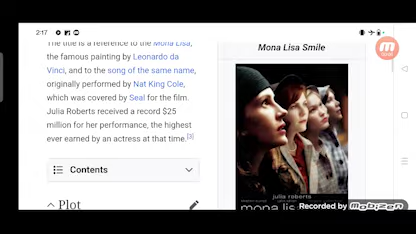 2:17
The title is a reference to the Mona Lisa,
the famous painting by Leonardo da
Vinci, and to the song of the same name,
originally performed by Nat King Cole,
which was covered by Seal for the film.
Julia Roberts received a record $25
million for her performance, the highest
ever earned by an actress at that time.[3]
Contents
Plot
Mona Lisa Smile
julia roberts
mona lis
Recorded by
Mobizen